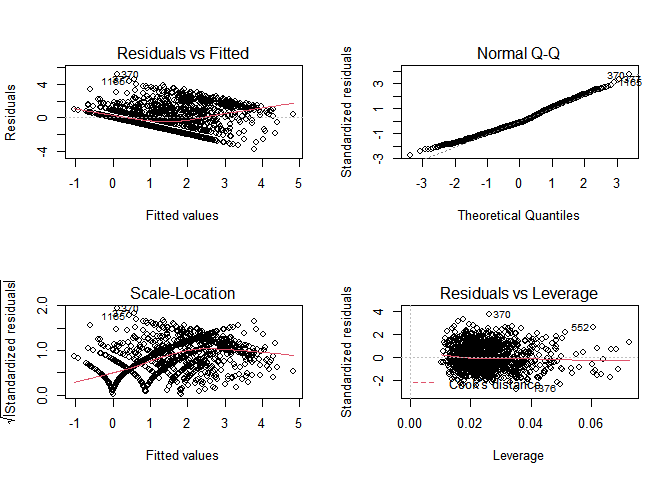 Residuals vs Fitted
Residuals
4
0
-4
370
1165
-1 0 1 2 3 4 5
Fitted values
Normal Q-Q
Standardized residuals
3
1
-1
-3
370
1165
-3 -2 -1 0 1 2 3
Theoretical Quantiles
Scale-Location
√|Standardized residuals|
2.0
1.0
0.0
370
1165
-1 0 1 2 3 4 5
Fitted values
Residuals vs Leverage
Standardized residuals
4
2
0
-2
370
552
1376
Cook's distance
0.00 0.02 0.04 0.06
Leverage